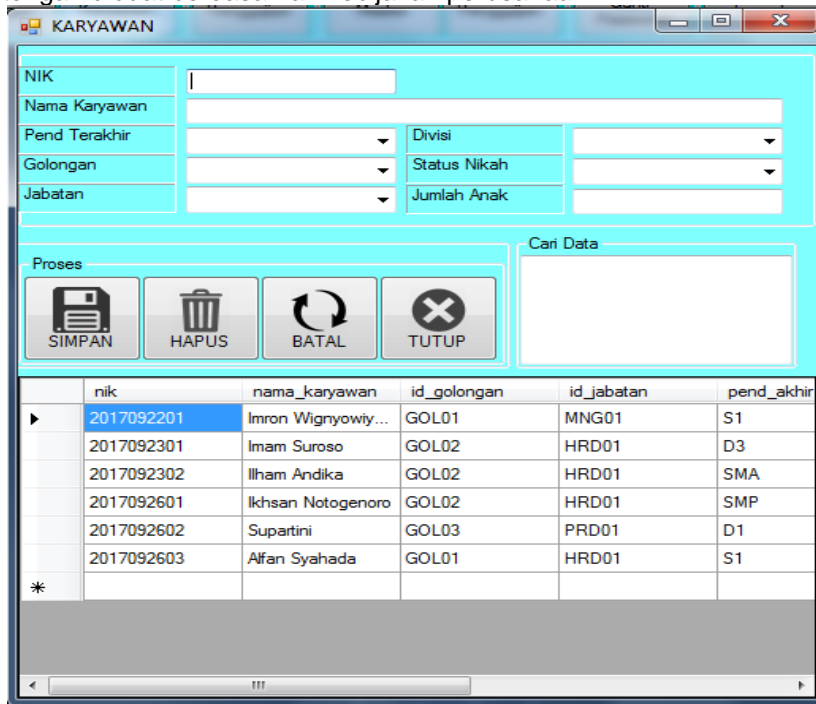 KARYAWAN
NIK
Nama Karyawan
Pend Terakhir Divisi
Golongan Status Nikah
Jabatan Jumlah Anak
Cari Data
Proses
SIMPAN HAPUS BATAL TUTUP
nik nama_karyawan id_golongan id_jabatan pend_akhir
2017092201 Imron Wignyowiy... GOL01 MNG01 S1
2017092301 Imam Suroso GOL02 HRD01 D3
2017092302 Ilham Andika GOL02 HRD01 SMA
2017092601 Ikhsan Notogenoro GOL02 HRD01 SMP
2017092602 Supartini GOL03 PRD01 D1
2017092603 Alfan Syahada GOL01 HRD01 S1